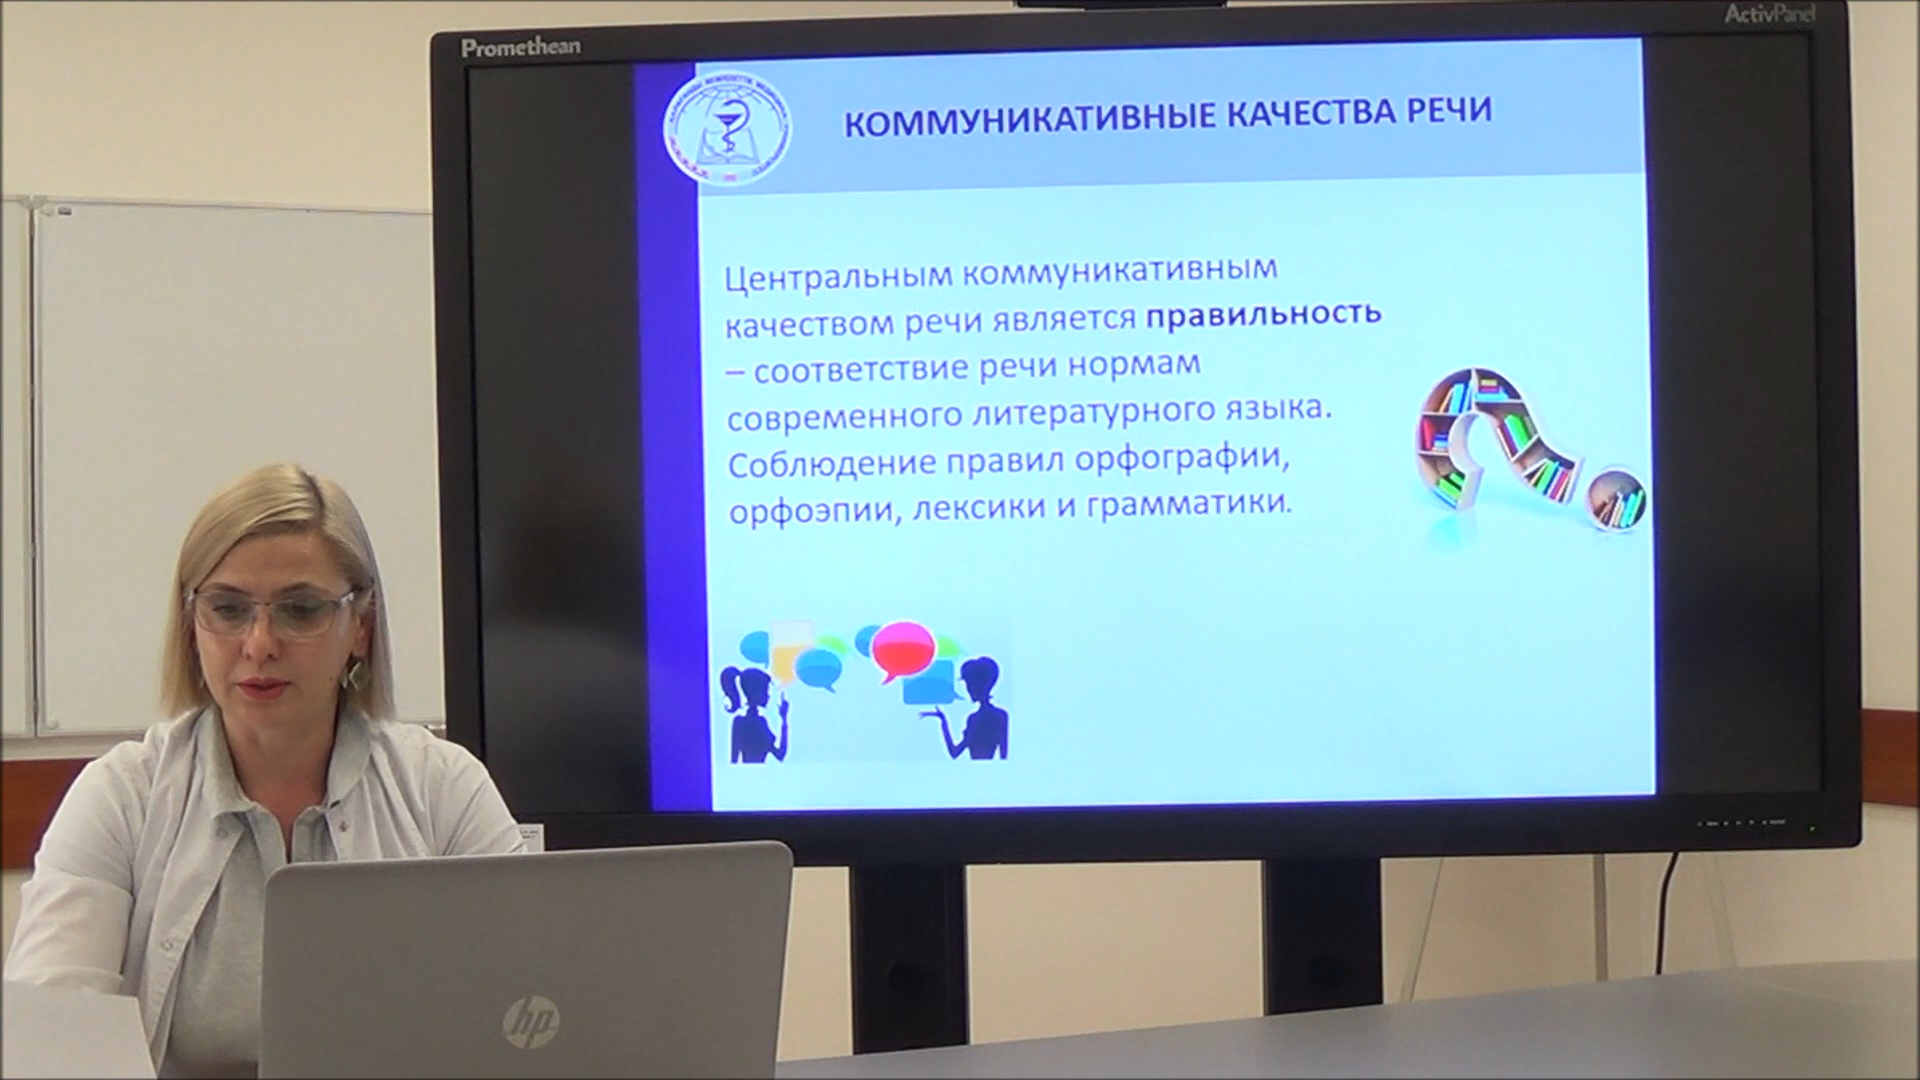 Promethean
ActivPanel
КОММУНИКАТИВНЫЕ КАЧЕСТВА РЕЧИ
Центральным коммуникативным
качеством речи является правильность
– соответствие речи нормам
современного литературного языка.
Соблюдение правил орфографии,
орфоэпии, лексики и грамматики.
hp